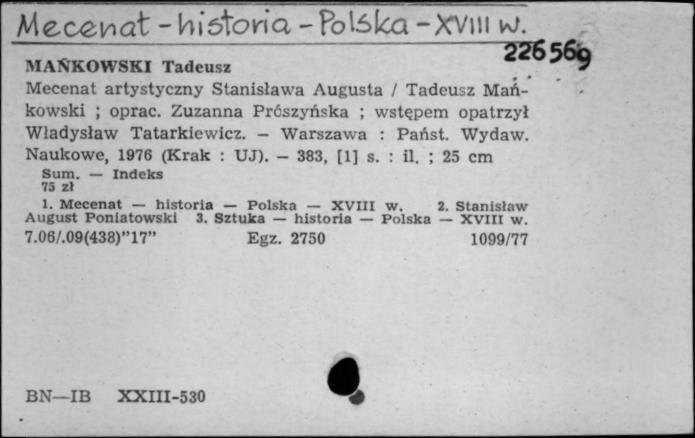 Mecenat - historia - Polska - XVIII w.
226569
MAŃKOWSKI Tadeusz
Mecenat artystyczny Stanisława Augusta / Tadeusz Mań-
kowski ; oprac. Zuzanna Prószyńska ; wstępem opatrzył
Władysław Tatarkiewicz. — Warszawa : Państ. Wydaw.
Naukowe, 1976 (Krak : UJ). — 383, [1] s. : il. ; 25 cm
Sum. — Indeks
75 zł
1. Mecenat — historia — Polska — XVIII w. 2. Stanisław
August Poniatowski 3. Sztuka — historia — Polska — XVIII w.
7.06/.09(438)"17" Egz. 2750 1099/77
BN—IB XXIII-530